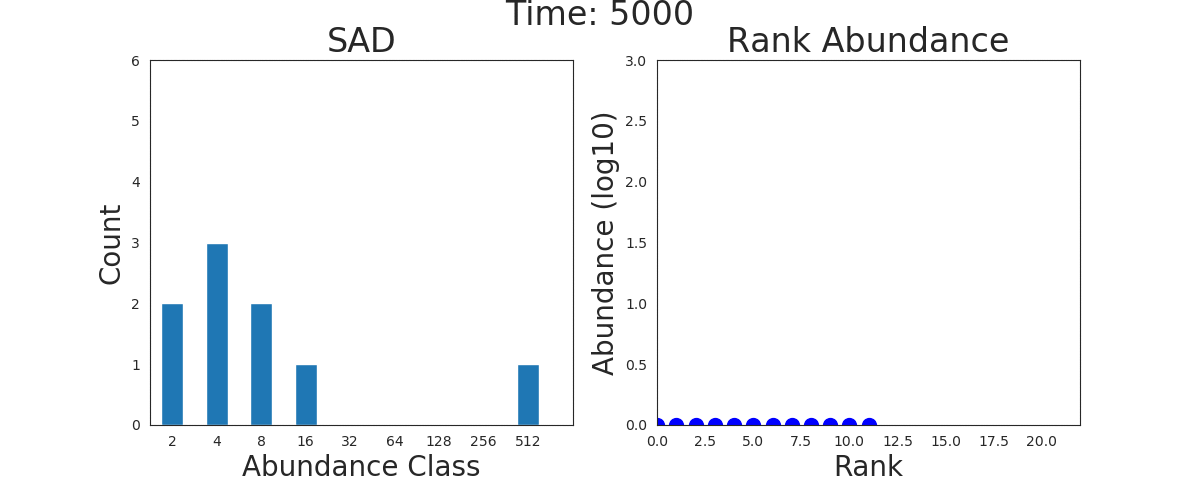 Time: 5000
SAD
6
5
4
3
2
1
0
Count
2 4 8 16 32 64 128 256 512
Abundance Class
Rank Abundance
3.0
2.5
2.0
1.5
1.0
0.5
0.0
Abundance (log10)
0.0 2.5 5.0 7.5 10.0 12.5 15.0 17.5 20.0
Rank